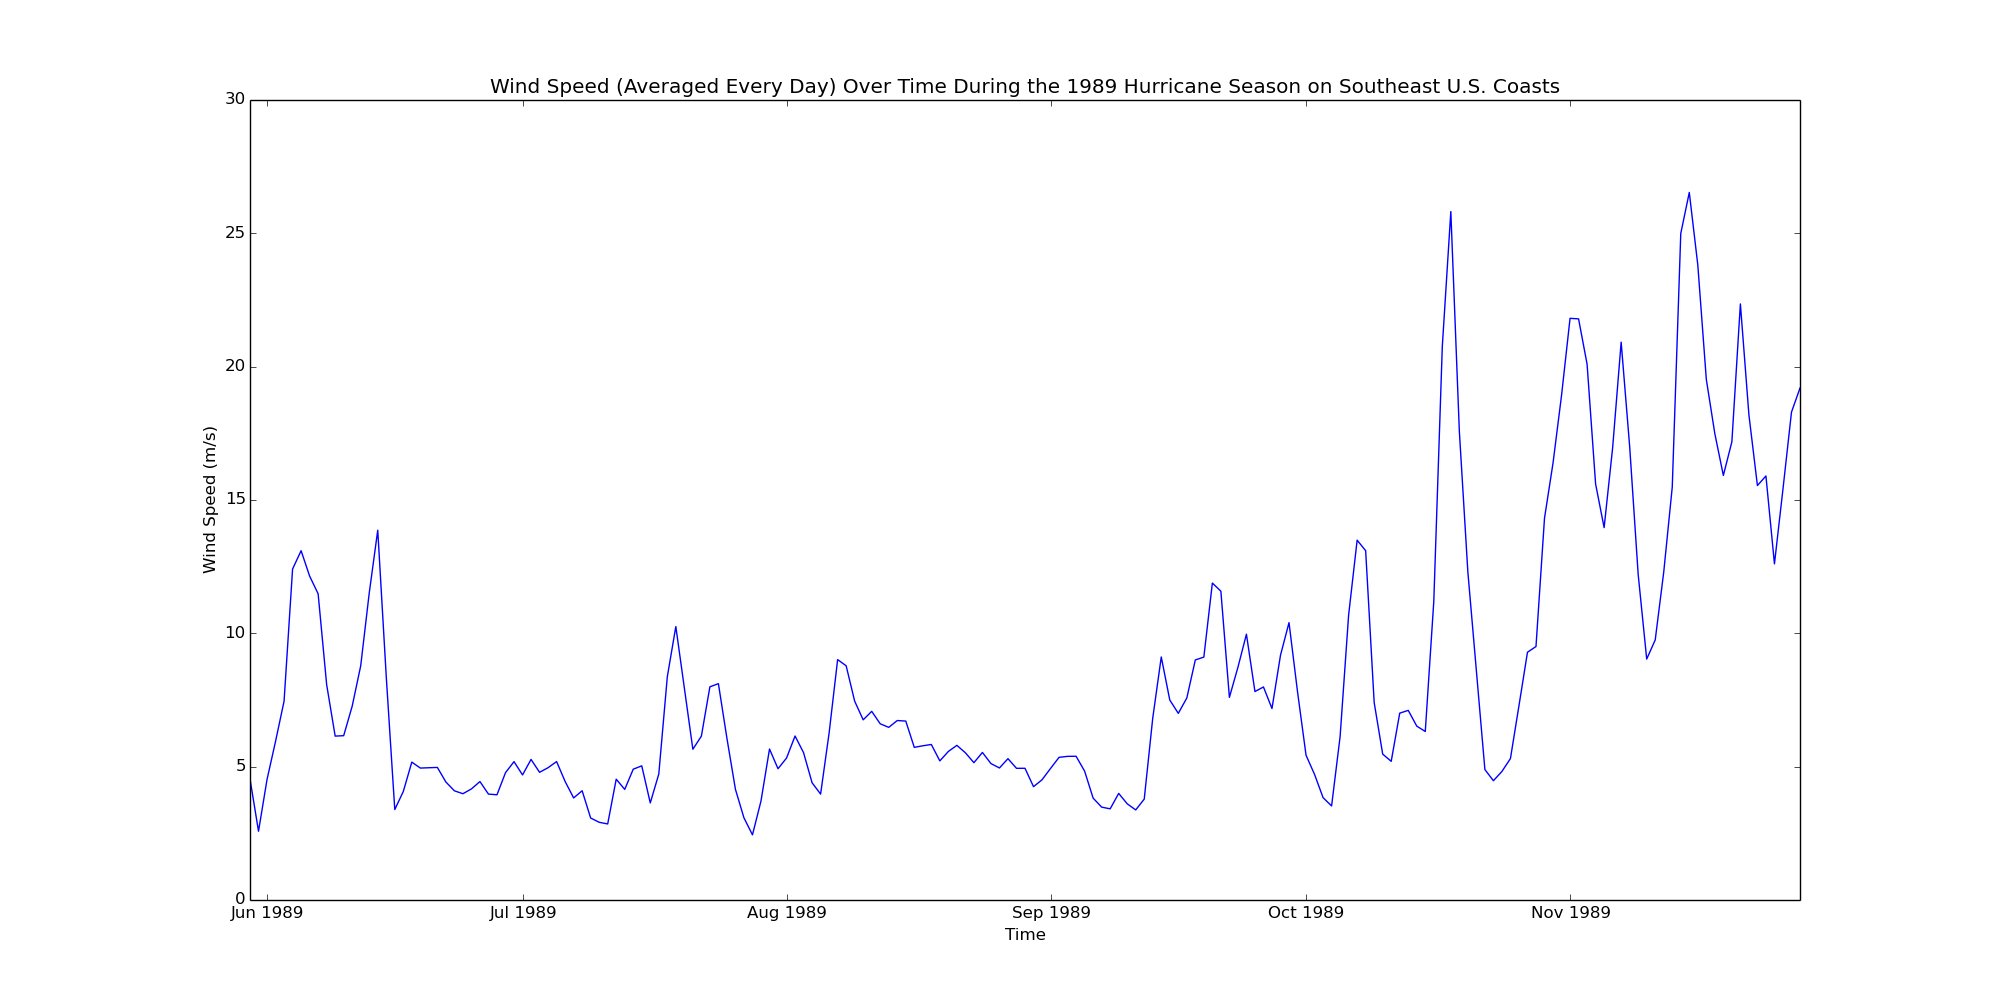 Wind Speed (Averaged Every Day) Over Time During the 1989 Hurricane Season on Southeast U.S. Coasts
30
25
20
15
10
5
0
Wind Speed (m/s)
Jun 1989 Jul 1989 Aug 1989 Sep 1989 Oct 1989 Nov 1989
Time